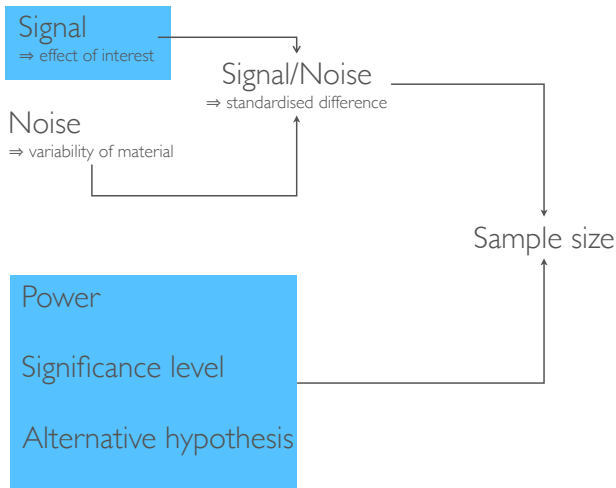 Signal
⇒ effect of interest
Signal/Noise
⇒ standardised difference
Noise
⇒ variability of material
Sample size
Power
Significance level
Alternative hypothesis